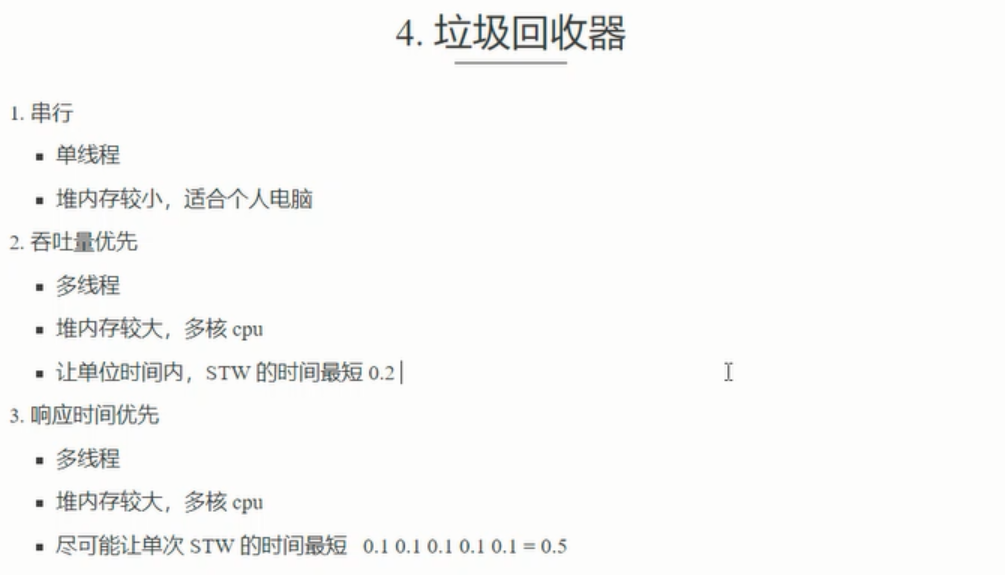 4. 垃圾回收器
1. 串行
▪ 单线程
▪ 堆内存较小，适合个人电脑
2. 吞吐量优先
▪ 多线程
▪ 堆内存较大，多核 cpu
▪ 让单位时间内，STW 的时间最短 0.2
3. 响应时间优先
▪ 多线程
▪ 堆内存较大，多核 cpu
▪ 尽可能让单次 STW 的时间最短 0.1 0.1 0.1 0.1 0.1 = 0.5